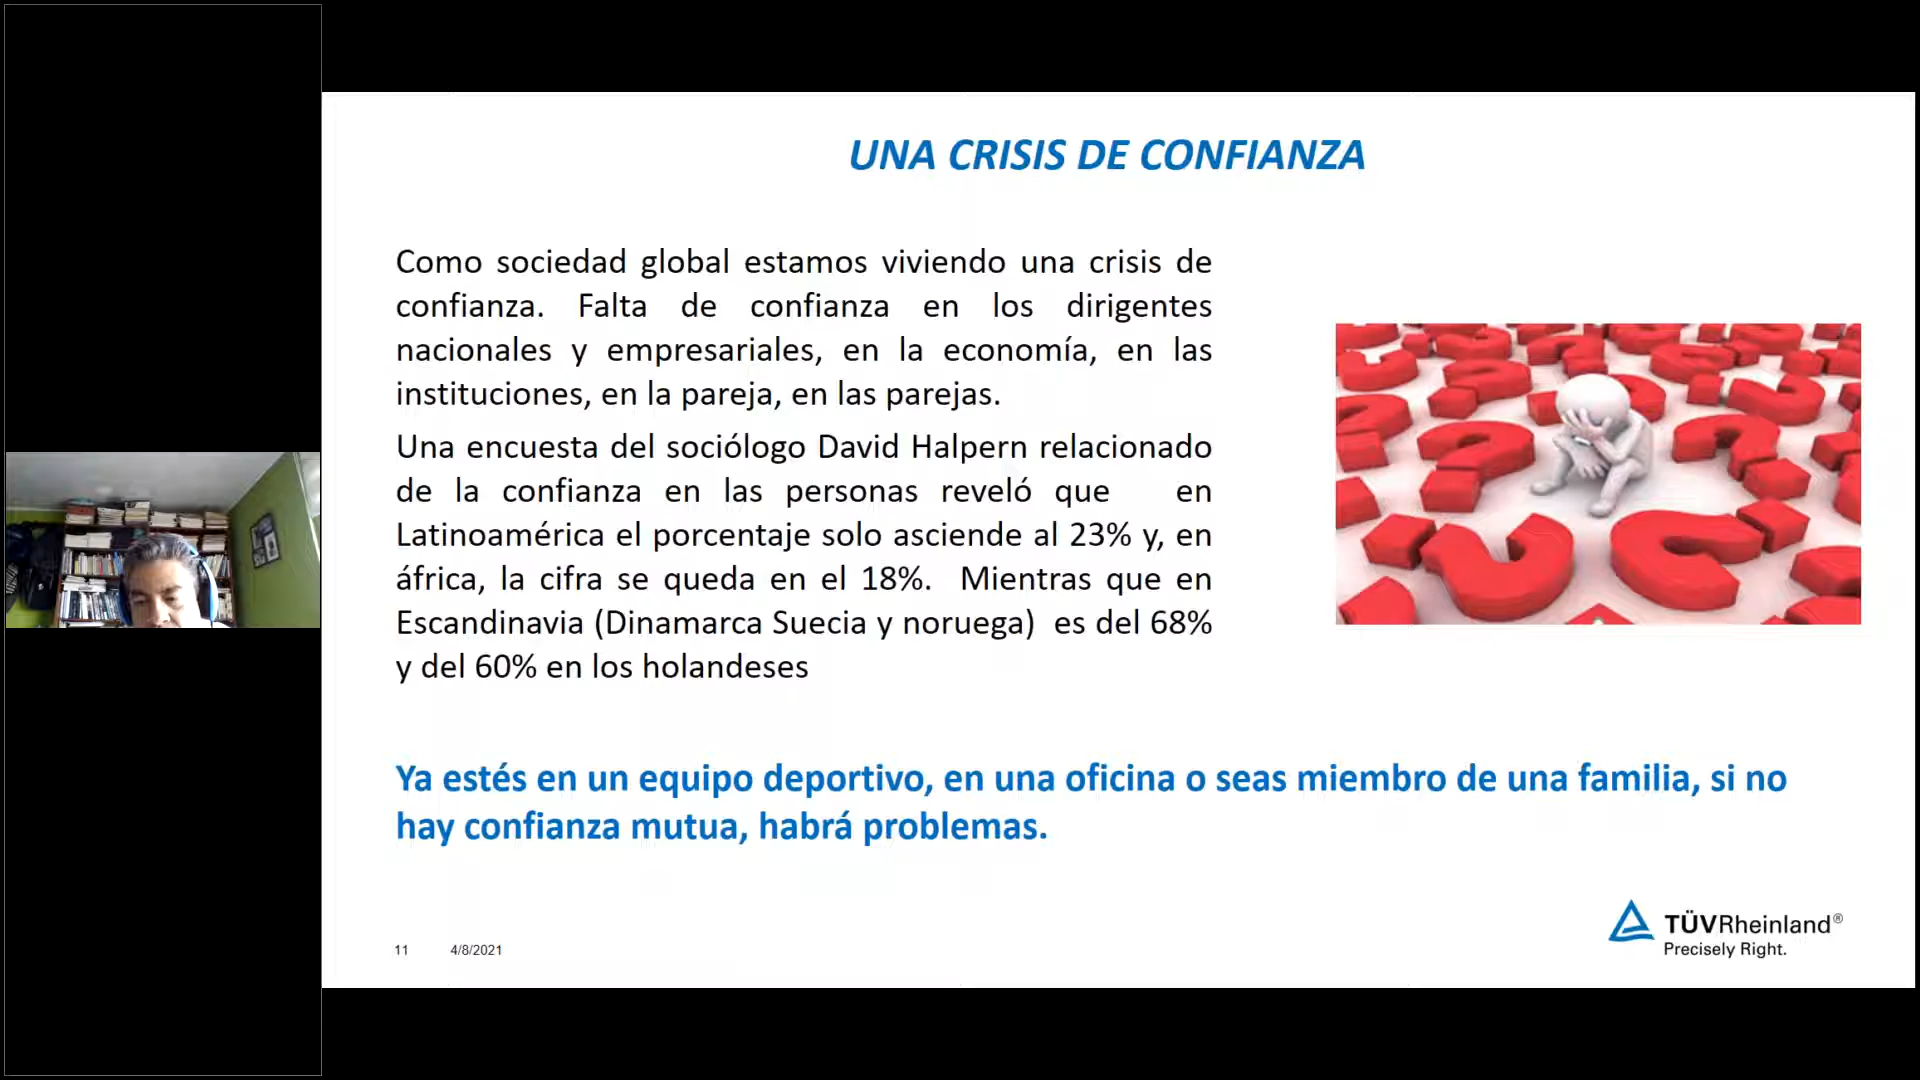 UNA CRISIS DE CONFIANZA
Como sociedad global estamos viviendo una crisis de
confianza. Falta de confianza en los dirigentes
nacionales y empresariales, en la economía, en las
instituciones, en la pareja, en las parejas.
Una encuesta del sociólogo David Halpern relacionado
de la confianza en las personas reveló que en
Latinoamérica el porcentaje solo asciende al 23% y, en
áfrica, la cifra se queda en el 18%. Mientras que en
Escandinavia (Dinamarca Suecia y noruega) es del 68%
y del 60% en los holandeses
Ya estés en un equipo deportivo, en una oficina o seas miembro de una familia, si no
hay confianza mutua, habrá problemas.
TÜVRheinland®
Precisely Right.
11 4/8/2021